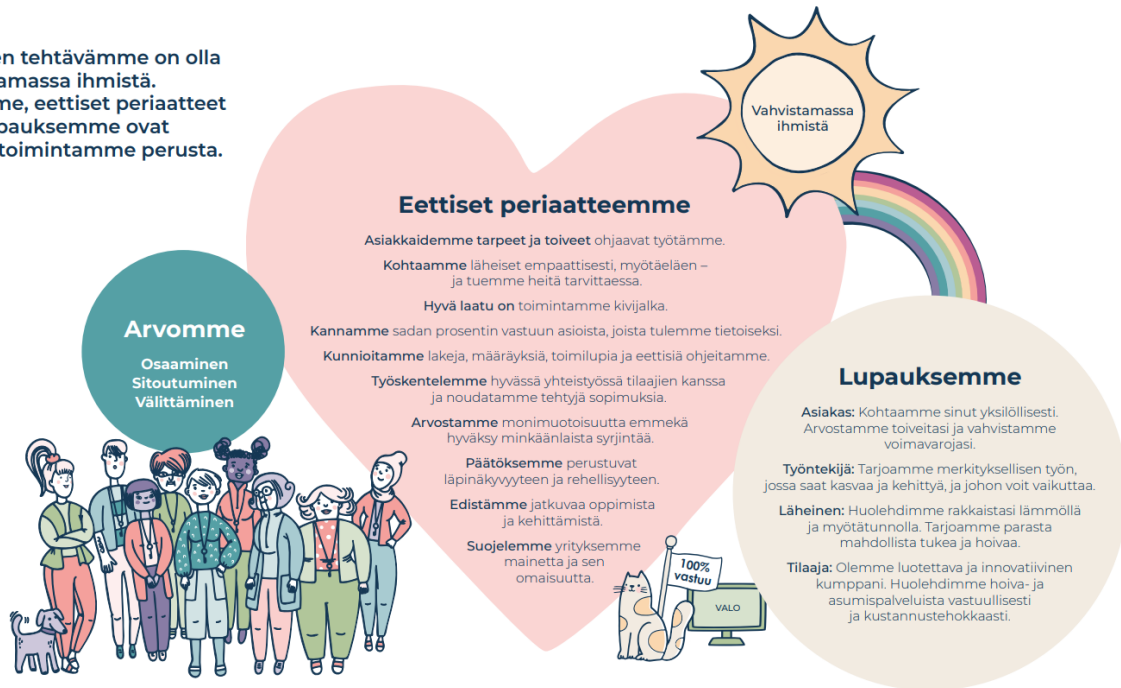 tehtävämme on olla
ihmistä.
eettiset periaatteet
ovat
toimintamme perusta.
Vahvistamassa
ihmistä
Eettiset periaatteemme
Asiakkaidemme tarpeet ja toiveet ohjaavat työtämme.
Kohtaamme läheiset empaattisesti, myötäeläen –
ja tuemme heitä tarvittaessa.
Hyvä laatu on toimintamme kivijalka.
Kannamme sadan prosentin vastuun asioista, joista tulemme tietoiseksi.
Kunnioitamme lakeja, määräyksiä, toimilupia ja eettisiä ohjeitamme.
Työskentelemme hyvässä yhteistyössä tilaajien kanssa
ja noudatamme tehtyjä sopimuksia.
Arvostamme monimuotoisuutta emmekä
hyväksy minkäänlaista syrjintää.
Päätöksemme perustuvat
läpinäkyvyyteen ja rehellisyyteen.
Edistämme jatkuvaa oppimista
ja kehittämistä.
Suojelemme yrityksemme
mainetta ja sen
omaisuutta.
Arvomme
Osaaminen
Sitoutuminen
Välittäminen
100%
vastuu
VALO
Lupauksemme
Asiakas: Kohtaamme sinut yksilöllisesti.
Arvostamme toiveitasi ja vahvistamme
voimavarojasi.
Työntekijä: Tarjoamme merkityksellisen työn,
jossa saat kasvaa ja kehittyä, ja johon voit vaikuttaa.
Läheinen: Huolehdimme rakkaistasi lämmöllä
ja myötätunnolla. Tarjoamme parasta
mahdollista tukea ja hoivaa.
Tilaaja: Olemme luotettava ja innovatiivinen
kumppani. Huolehdimme hoiva- ja
asumispalveluista vastuullisesti
ja kustannustehokkaasti.